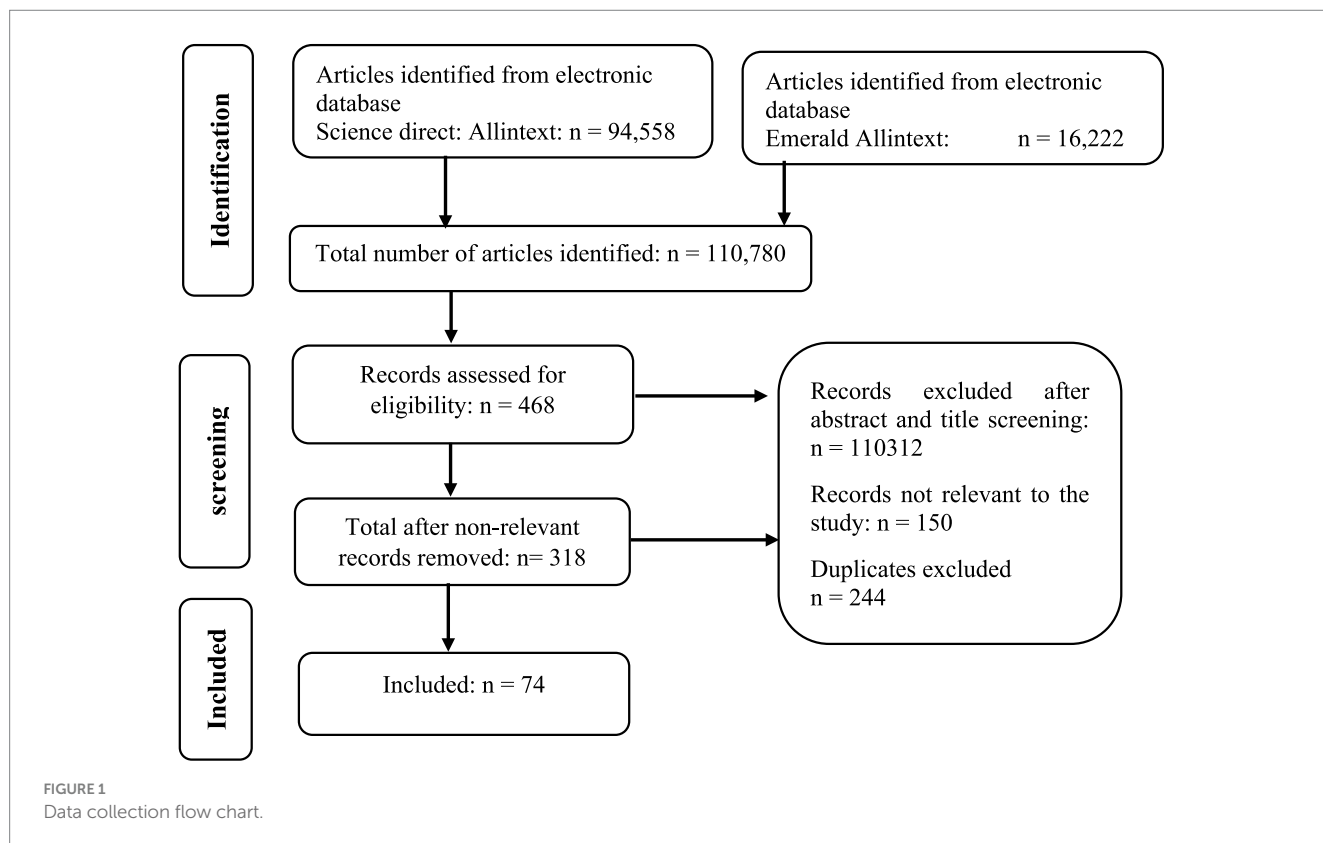 Identification
Articles identified from electronic
database
Science direct: Allintext: n = 94,558
Articles identified from electronic
database
Emerald Allintext: n = 16,222
Total number of articles identified: n = 110,780
screening
Records assessed for
eligibility: n = 468
Records excluded after
abstract and title screening:
n = 110312
Records not relevant to the
study: n = 150
Duplicates excluded
n = 244
Total after non-relevant
records removed: n= 318
Included
Included: n = 74
FIGURE 1
Data collection flow chart.